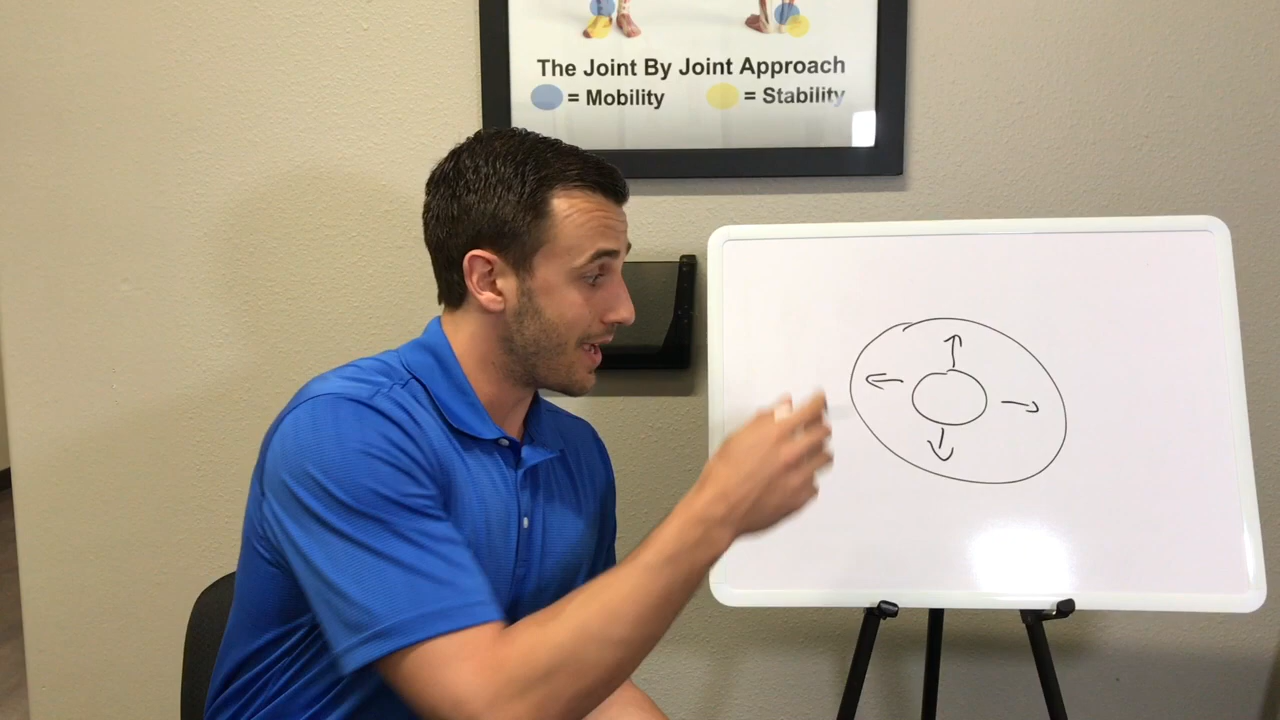 The Joint By Joint Approach
= Mobility = Stability